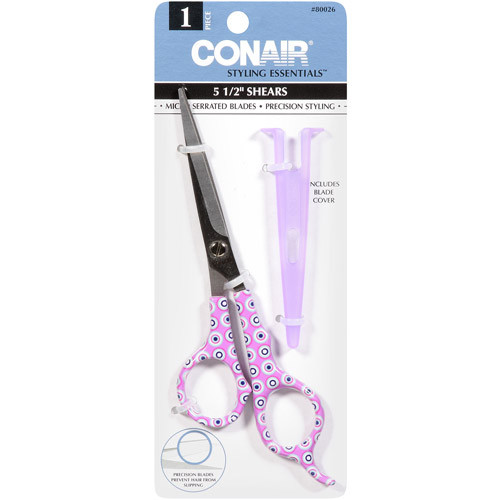 1
PIECE
#80026
CONAIR
STYLING ESSENTIALS™
5 1/2" SHEARS
• MICRO SERRATED BLADES • PRECISION STYLING •
INCLUDES
BLADE
COVER
PRECISION BLADES
PREVENT HAIR FROM
SLIPPING